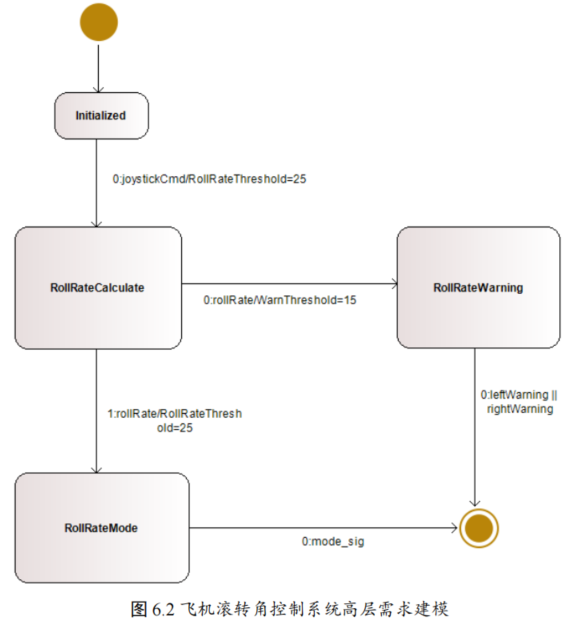 Initialized
0:joystickCmd/RollRateThreshold=25
RollRateCalculate
0:rollRate/WarnThreshold=15
RollRateWarning
1:rollRate/RollRateThresh
old=25
0:leftWarning ||
rightWarning
RollRateMode
0:mode_sig
图 6.2 飞机滚转角控制系统高层需求建模